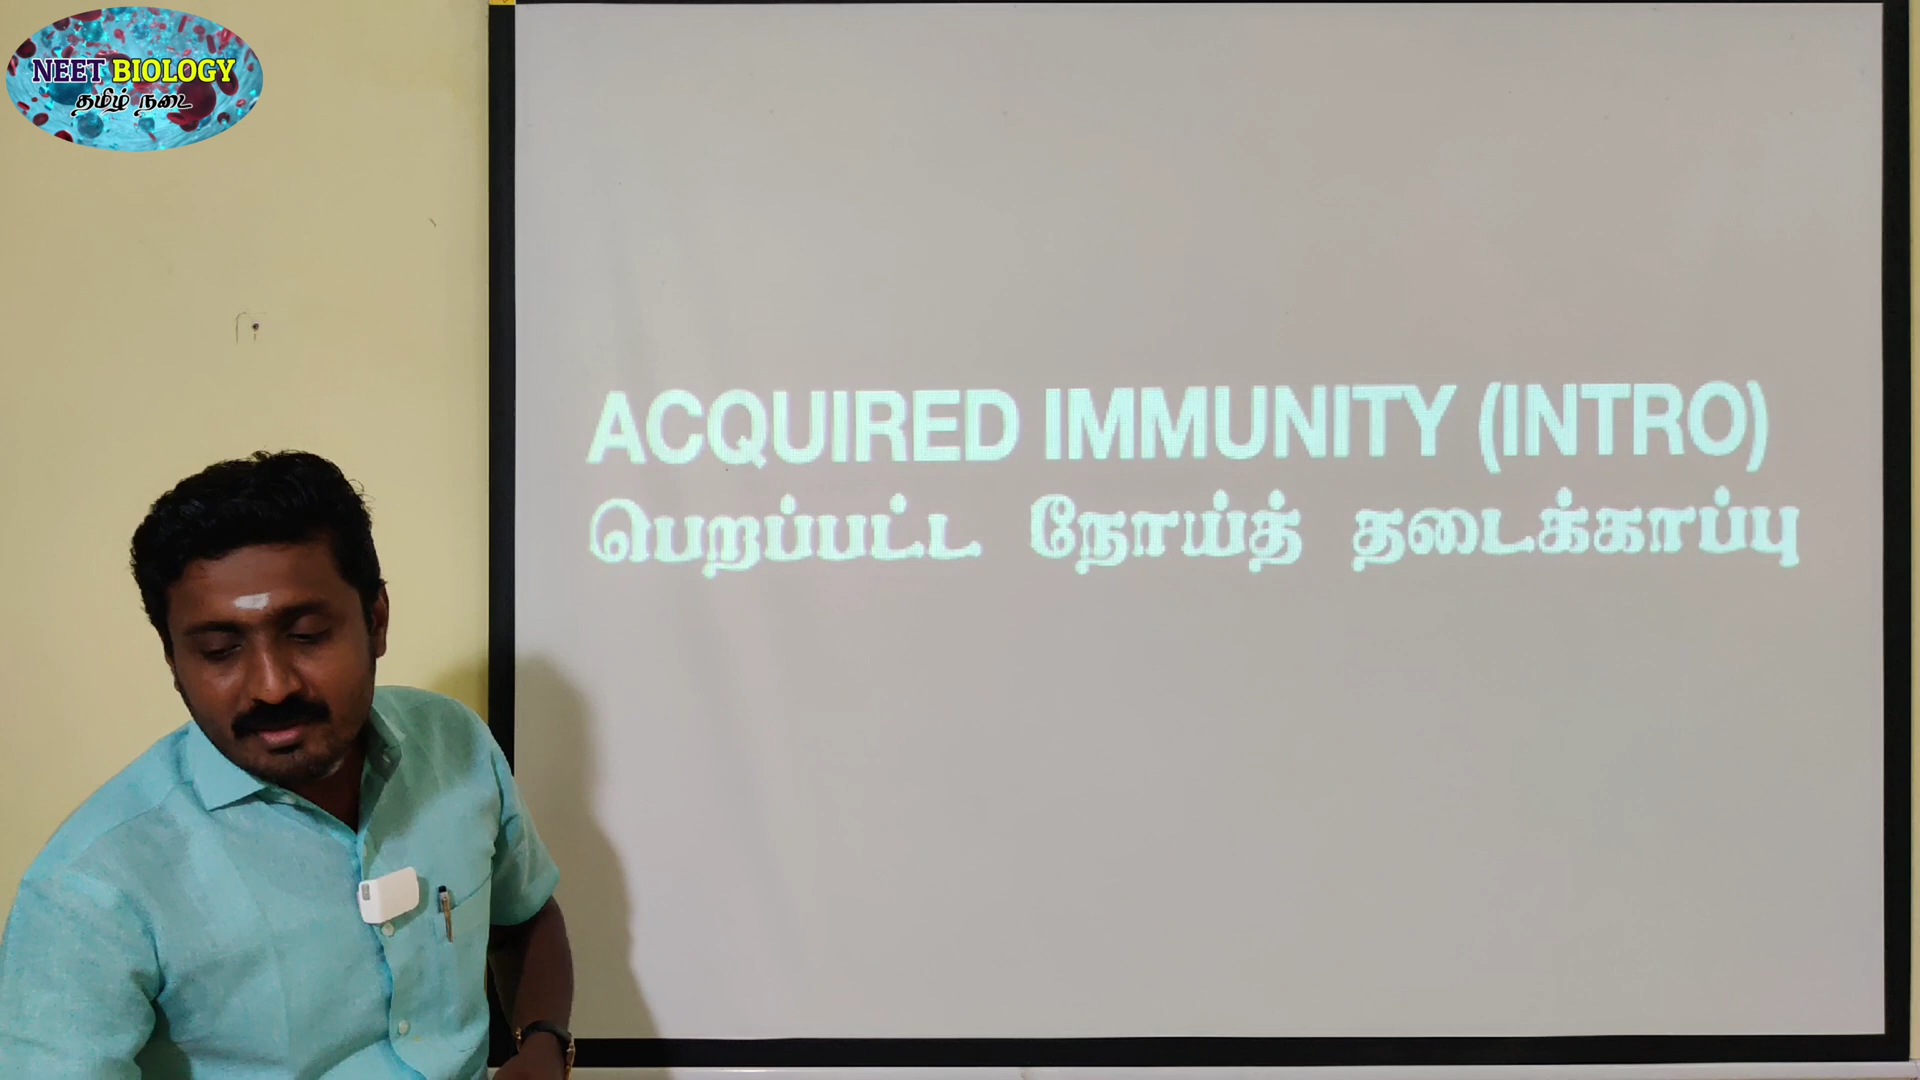 NEET BIOLOGY
தமிழ் நடை
ACQUIRED IMMUNITY (INTRO)
பெறப்பட்ட நோய்த் தடைக்காப்பு